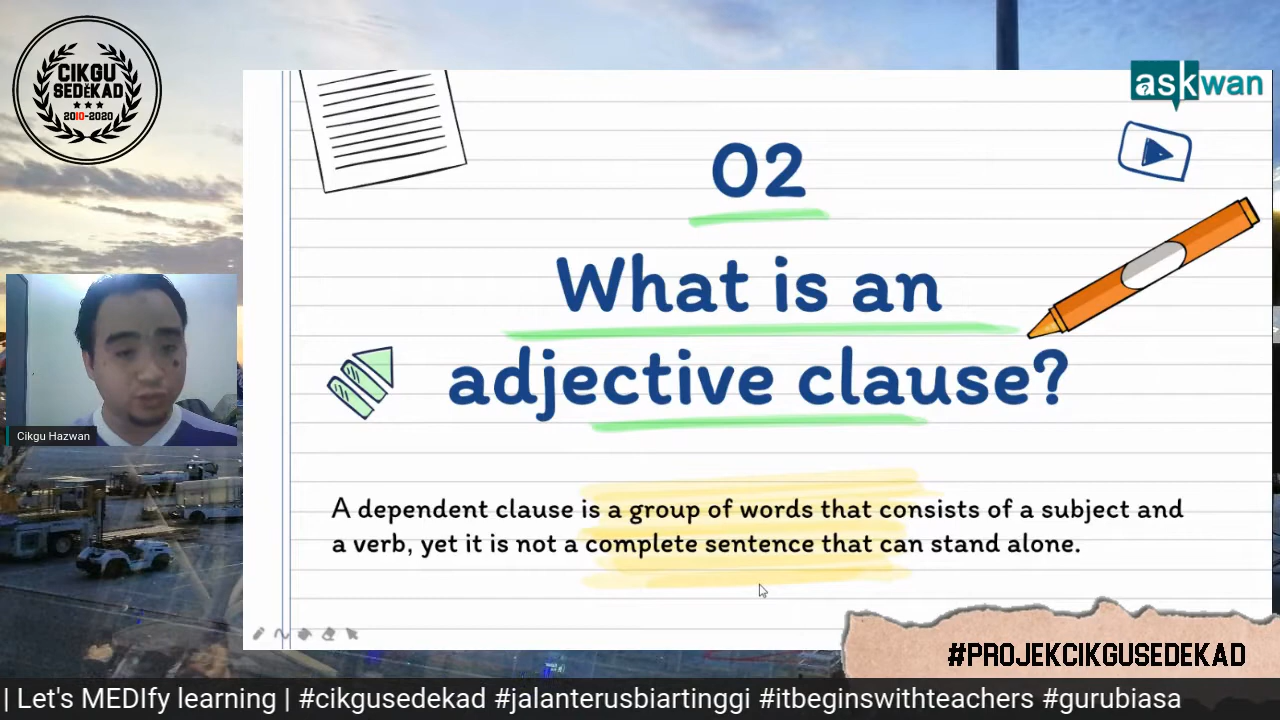 CIKGU
SEDĚKAD
2010-2020
askwan
02
What is an
adjective clause?
A dependent clause is a group of words that consists of a subject and
a verb, yet it is not a complete sentence that can stand alone.
Cikgu Hazwan
#PROJEKCIKGUSEDEKAD
| Let's MEDIfy learning | #cikgusedekad #jalanterusbiartinggi #itbeginswithteachers #gurubiasa